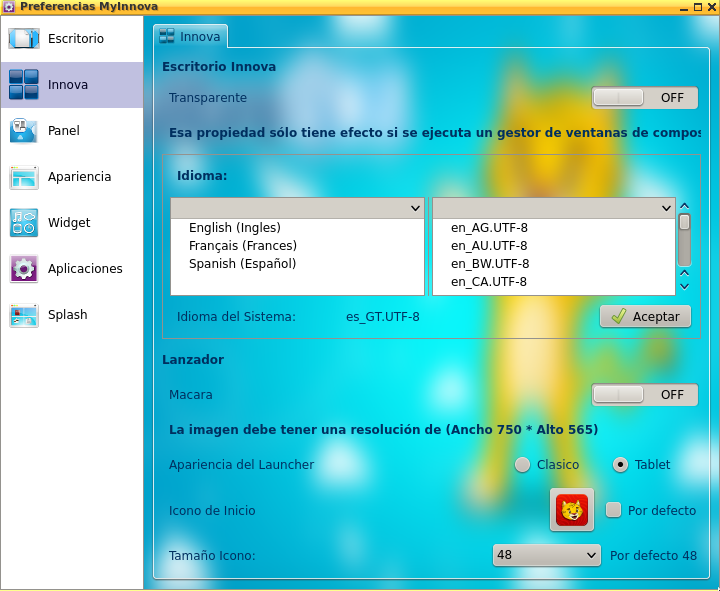 Preferencias MyInnova
Escritorio
Innova
Panel
Apariencia
Widget
Aplicaciones
Splash
Innova
Escritorio Innova
Transparente OFF
Esa propiedad sólo tiene efecto si se ejecuta un gestor de ventanas de compos
Idioma:
English (Ingles)
Français (Frances)
Spanish (Español)
en_AG.UTF-8
en_AU.UTF-8
en_BW.UTF-8
en_CA.UTF-8
Idioma del Sistema: es_GT.UTF-8 Aceptar
Lanzador
Macara OFF
La imagen debe tener una resolución de (Ancho 750 * Alto 565)
Apariencia del Launcher Clasico Tablet
Icono de Inicio Por defecto
Tamaño Icono: 48 Por defecto 48